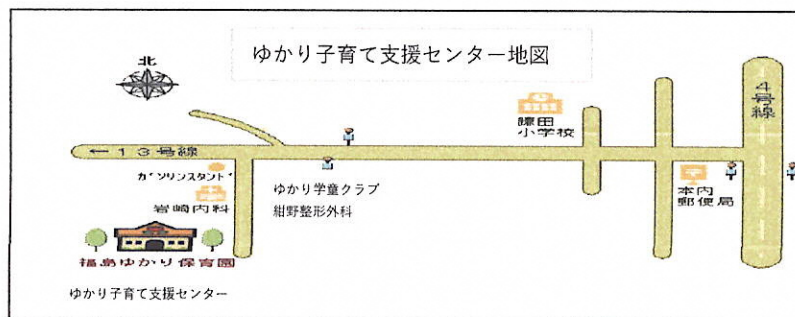 ゆかり子育て支援センター地図
北
鎌田
小学校
4号線
←13号線
ガソリンスタンド
岩崎内科
ゆかり学童クラブ
紺野整形外科
本内
郵便局
福島ゆかり保育園
ゆかり子育て支援センター